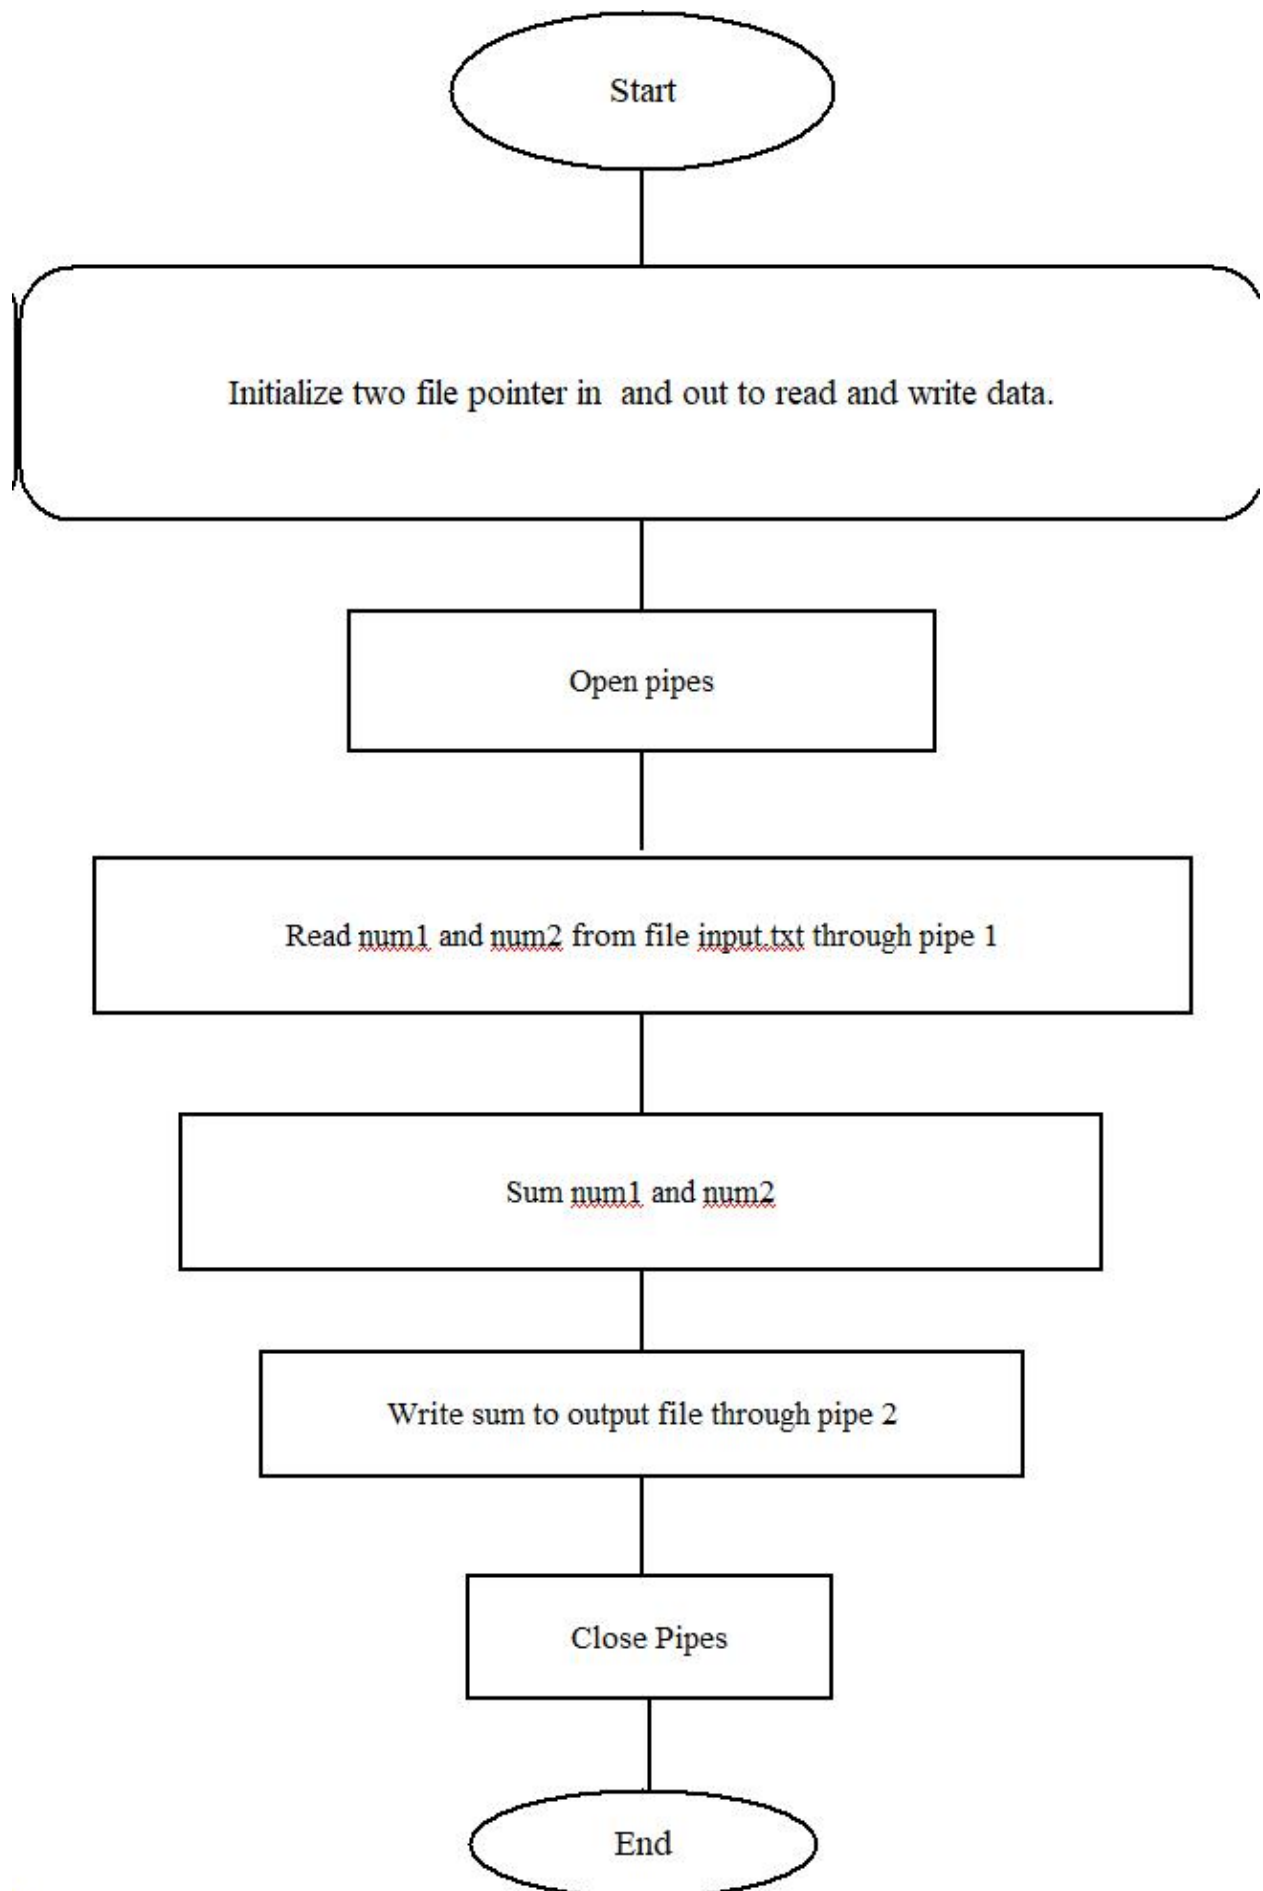 Start
Initialize two file pointer in  and out to read and write data.
Open pipes
Read num1 and num2 from file input.txt through pipe 1
Sum num1 and num2
Write sum to output file through pipe 2
Close Pipes
End